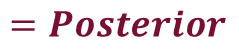 = Posterior